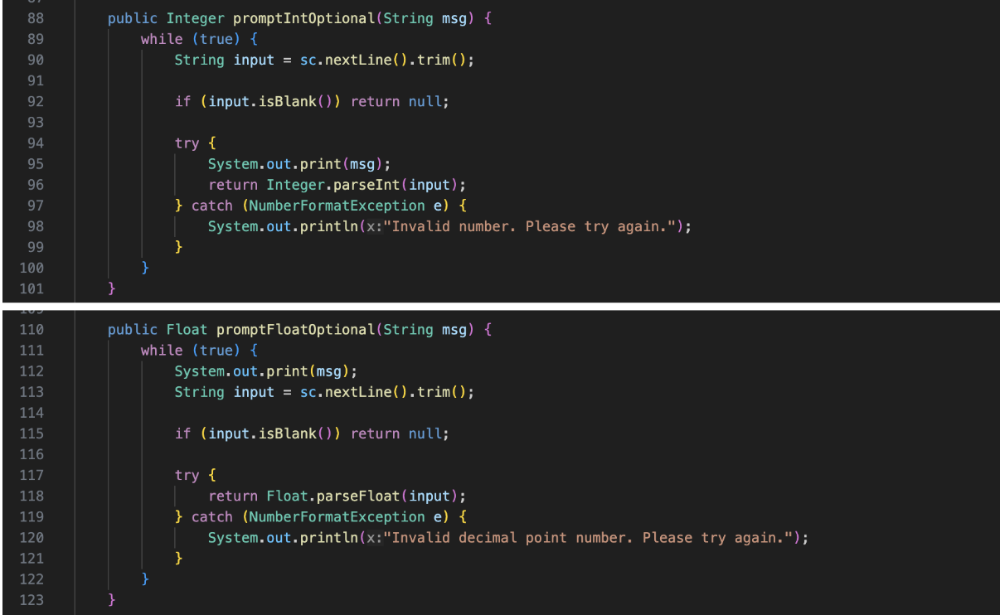 88 public Integer promptIntOptional(String msg) {
89 while (true) {
90 String input = sc.nextLine().trim();
91
92 if (input.isBlank()) return null;
93
94 try {
95 System.out.print(msg);
96 return Integer.parseInt(input);
97 } catch (NumberFormatException e) {
98 System.out.println(x:"Invalid number. Please try again.");
99 }
100 }
101 }
110 public Float promptFloatOptional(String msg) {
111 while (true) {
112 System.out.print(msg);
113 String input = sc.nextLine().trim();
114
115 if (input.isBlank()) return null;
116
117 try {
118 return Float.parseFloat(input);
119 } catch (NumberFormatException e) {
120 System.out.println(x:"Invalid decimal point number. Please try again.");
121 }
122 }
123 }